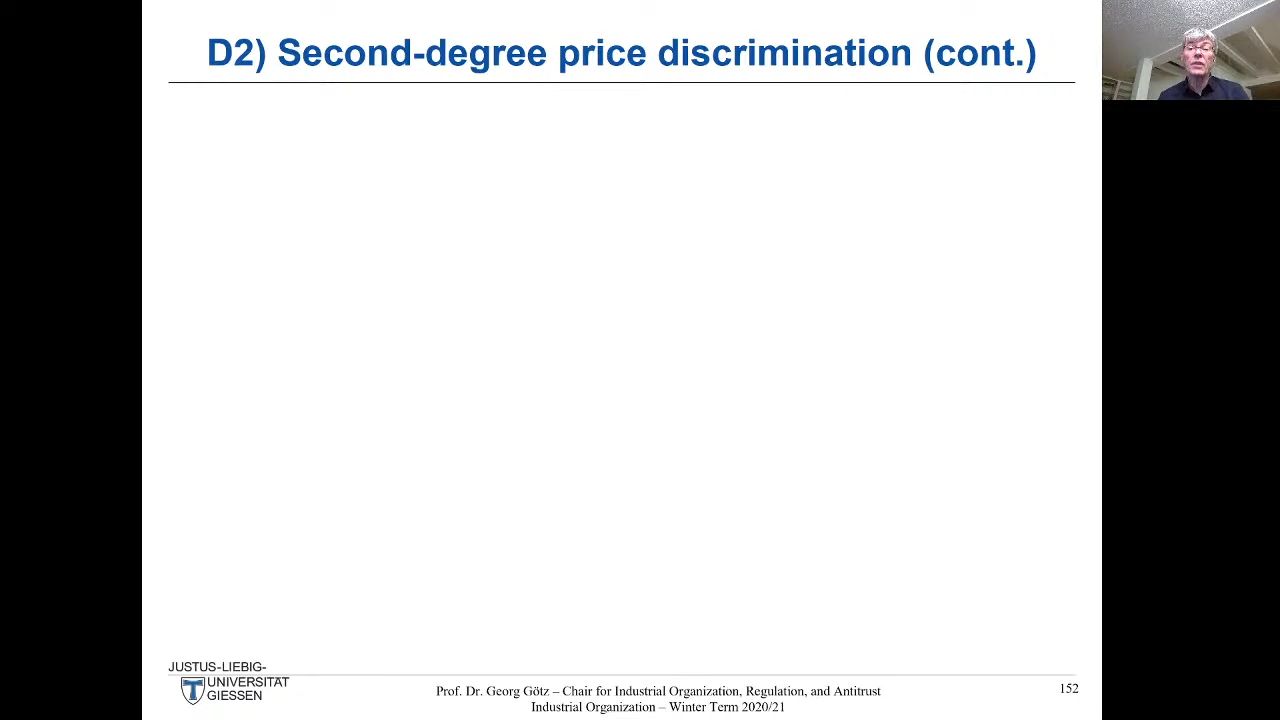 D2) Second-degree price discrimination (cont.)
JUSTUS-LIEBIG-
UNIVERSITÄT
GIESSEN
Prof. Dr. Georg Götz – Chair for Industrial Organization, Regulation, and Antitrust
Industrial Organization – Winter Term 2020/21
152